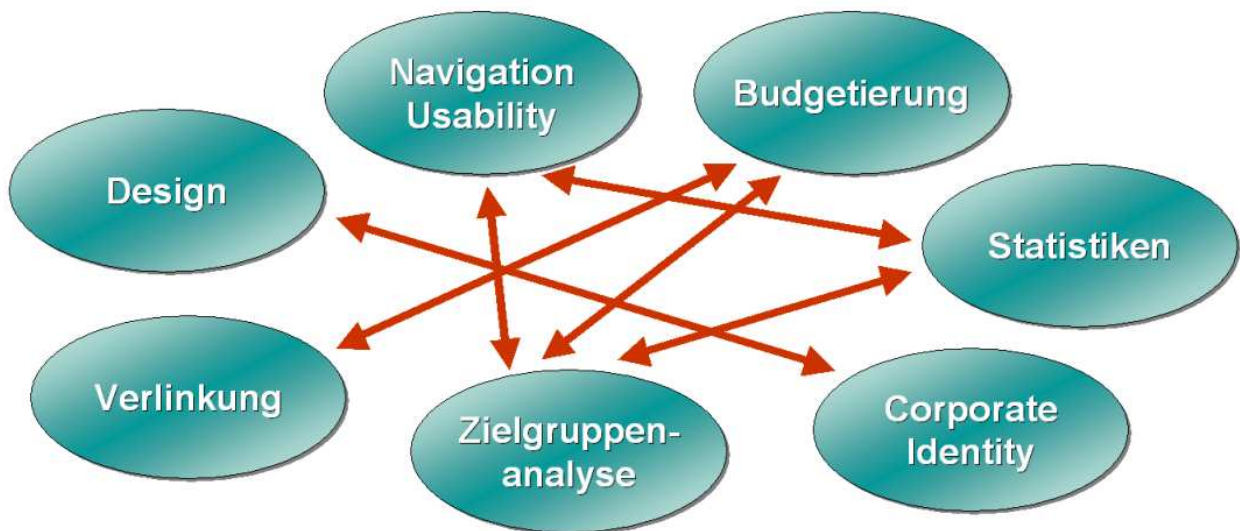 Navigation
Usability
Budgetierung
Design
Statistiken
Verlinkung
Zielgruppen-
analyse
Corporate
Identity